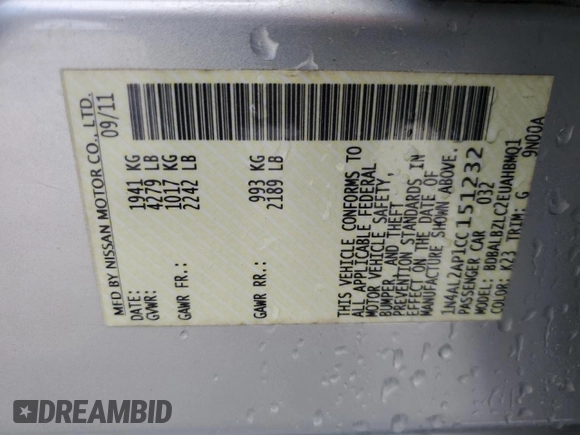 MFD BY NISSAN MOTOR CO., LTD.
DATE: 09/11
GVWR: 1941 KG
4279 LB
GAWR FR: 1017 KG
2242 LB
GAWR RR: 993 KG
2189 LB
THIS VEHICLE CONFORMS TO
ALL APPLICABLE FEDERAL
MOTOR VEHICLE SAFETY,
BUMPER, AND THEFT
PREVENTION STANDARDS IN
EFFECT ON THE DATE OF
MANUFACTURE SHOWN ABOVE.
1N4AL2AP1CC151232
PASSENGER CAR 032
MODEL: BDBALBZLC2EUAHBMQ1
COLOR: K23 TRIM: G 9N00A
DREAMBID